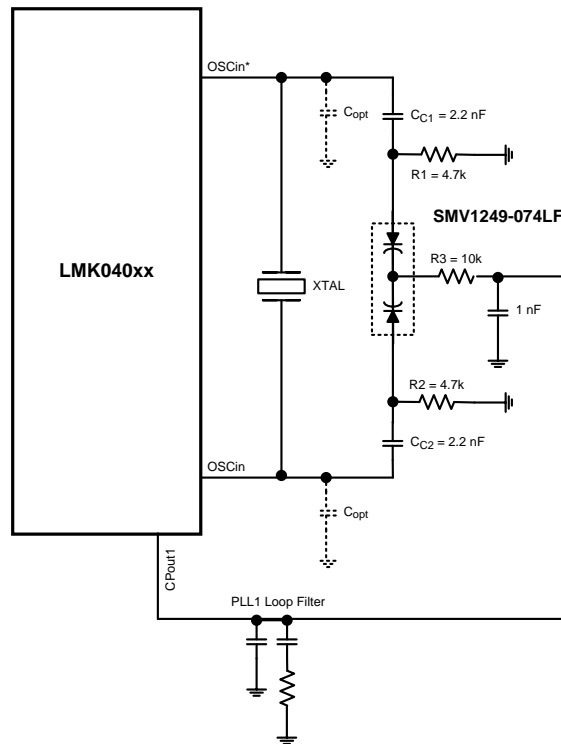 OSCin*
Copt
CC1 = 2.2 nF
R1 = 4.7k
SMV1249-074LF
LMK040xx
XTAL
R3 = 10k
1 nF
R2 = 4.7k
CC2 = 2.2 nF
OSCin
Copt
CPout1
PLL1 Loop Filter